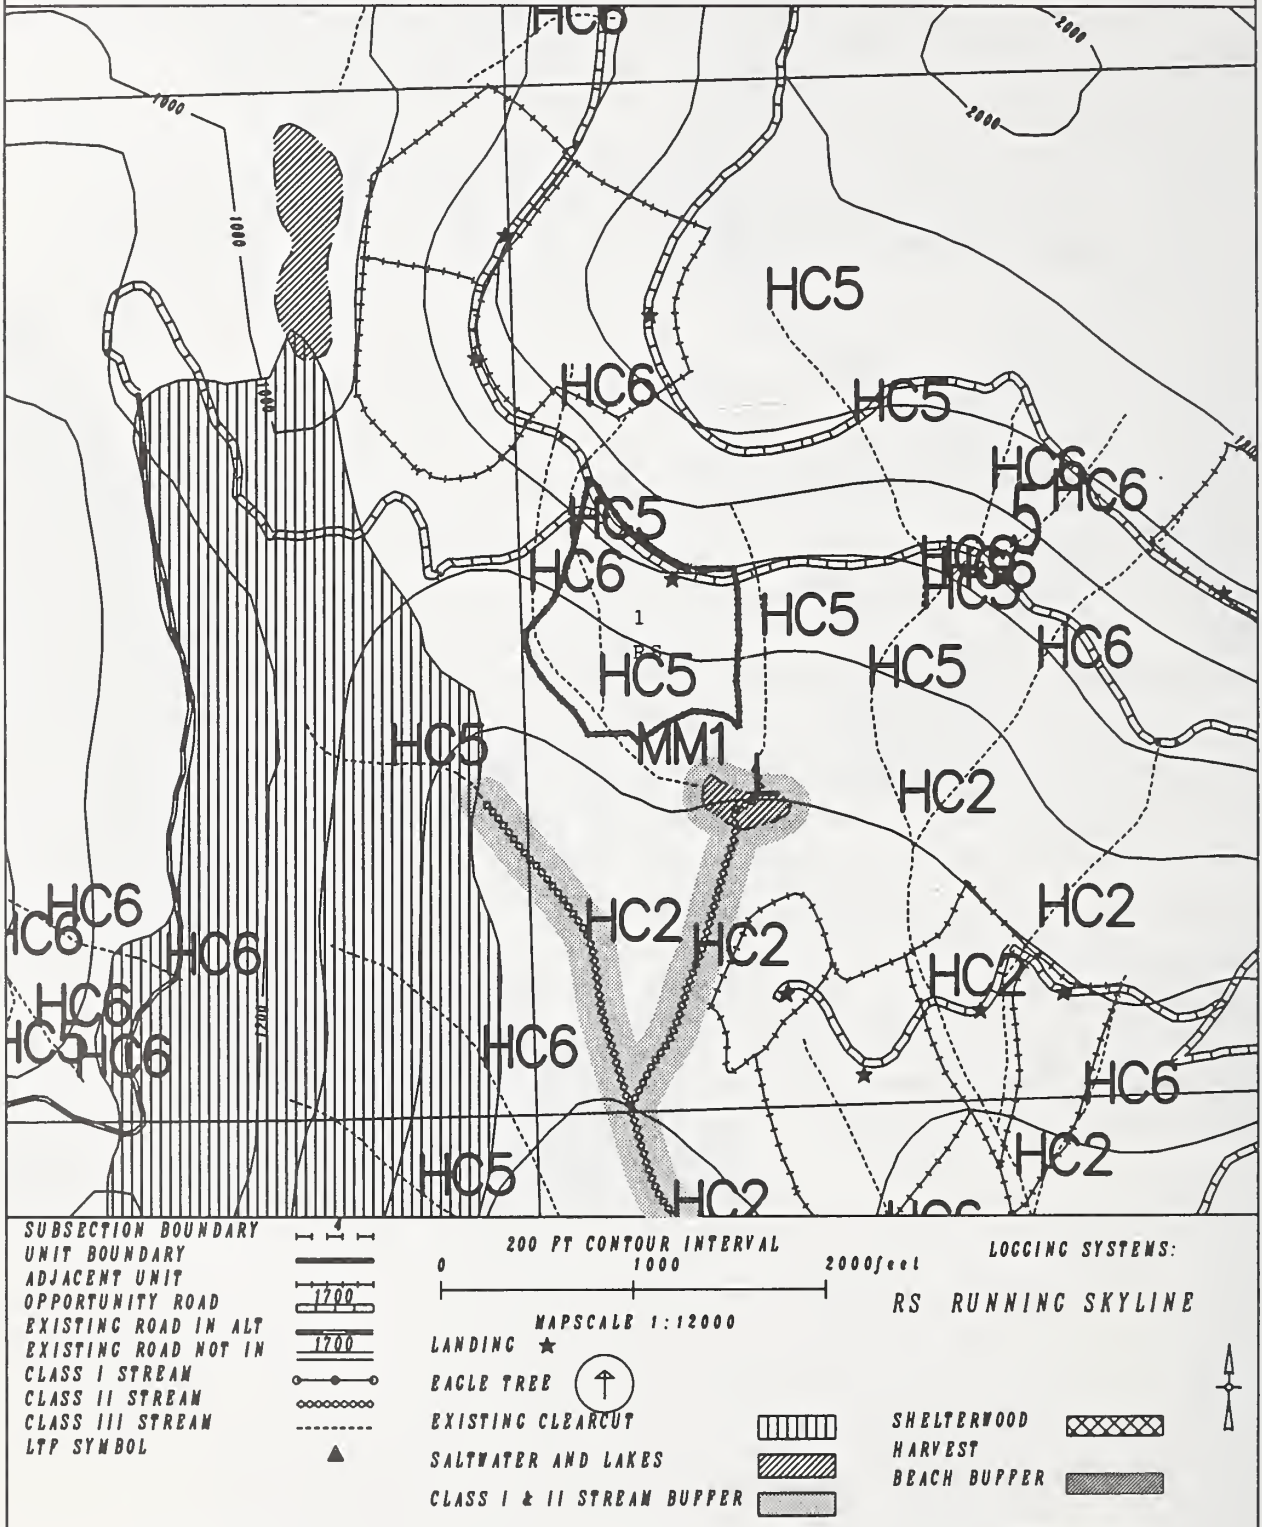 HC6
2000
2000
1000
1000
HC5
1000
HC6
HC5
HC6
HC6
5
HC5
HC6
HC6
HC5
HC5
1
RS
HC6
HC5
HC5
HC5
MM1
L
HC2
HC6
HC6
HC2
HC2
HC2
HC6
HC2
HC6
HC5
1700
HC6
HC6
HC6
HC2
HC5
HC2
SUBSECTION BOUNDARY
UNIT BOUNDARY
ADJACENT UNIT
OPPORTUNITY ROAD 1700
EXISTING ROAD IN ALT
EXISTING ROAD NOT IN 1700
CLASS I STREAM
CLASS II STREAM
CLASS III STREAM
LTF SYMBOL
200 FT CONTOUR INTERVAL
0 1000 2000feet
MAPSCALE 1:12000
LANDING
EAGLE TREE
EXISTING CLEARCUT
SALTWATER AND LAKES
CLASS I & II STREAM BUFFER
LOGGING SYSTEMS:
RS RUNNING SKYLINE
SHELTERWOOD
HARVEST
BEACH BUFFER